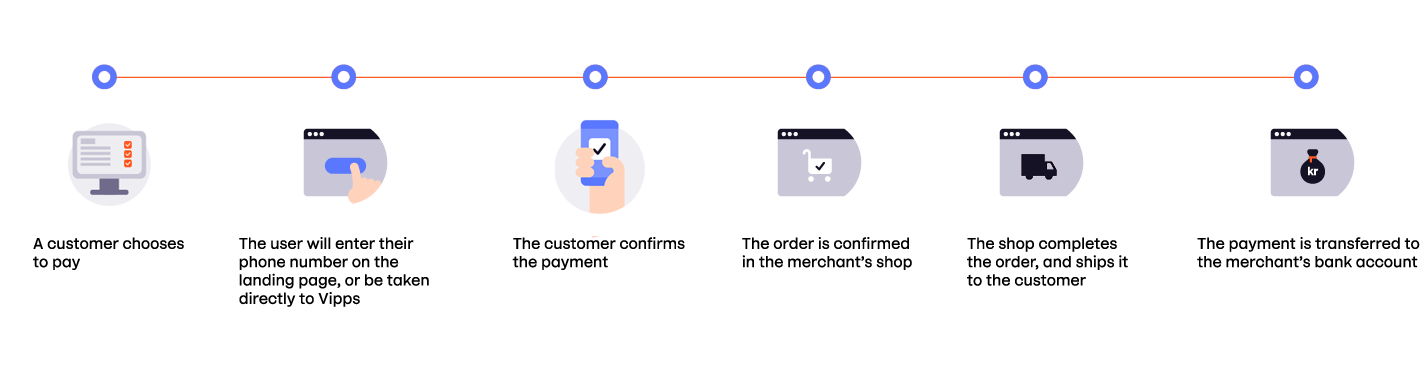 kr
A customer chooses
to pay
The user will enter their
phone number on the
landing page, or be taken
directly to Vipps
The customer confirms
the payment
The order is confirmed
in the merchant's shop
The shop completes
the order, and ships it
to the customer
The payment is transferred to
the merchant's bank account